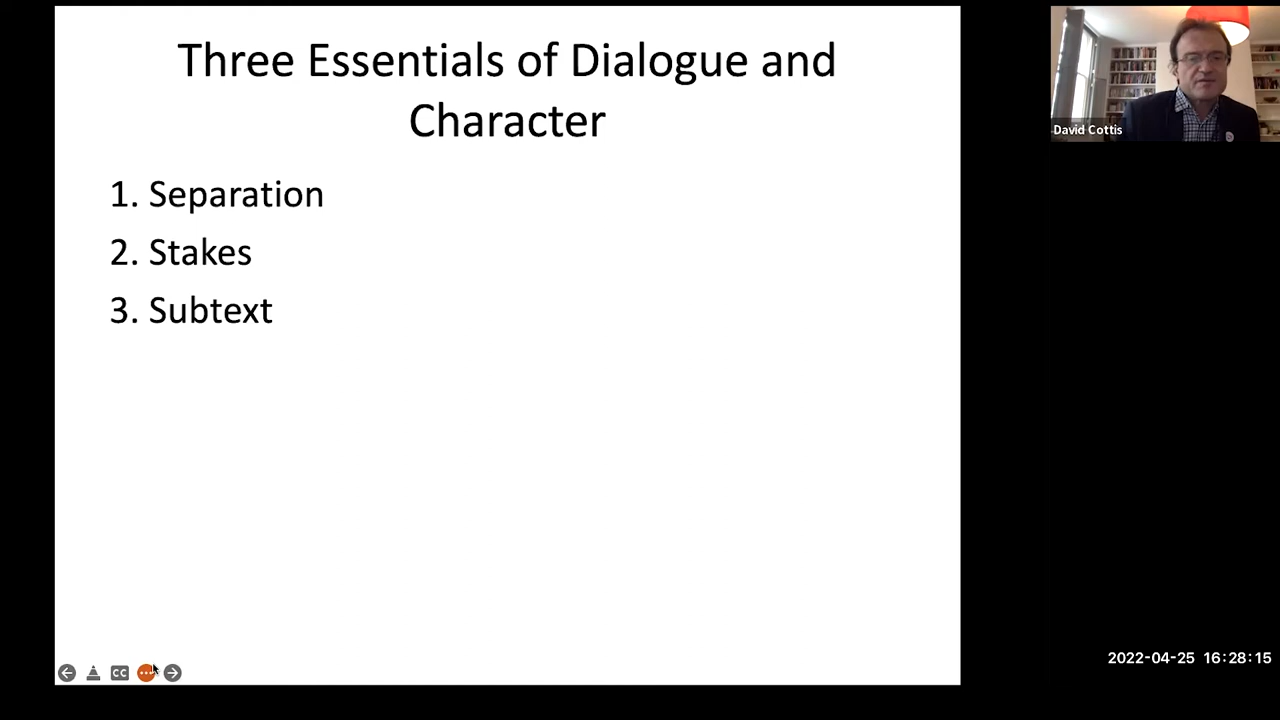 Three Essentials of Dialogue and
Character
1. Separation
2. Stakes
3. Subtext
CC
David Cottis
2022-04-25 16:28:15